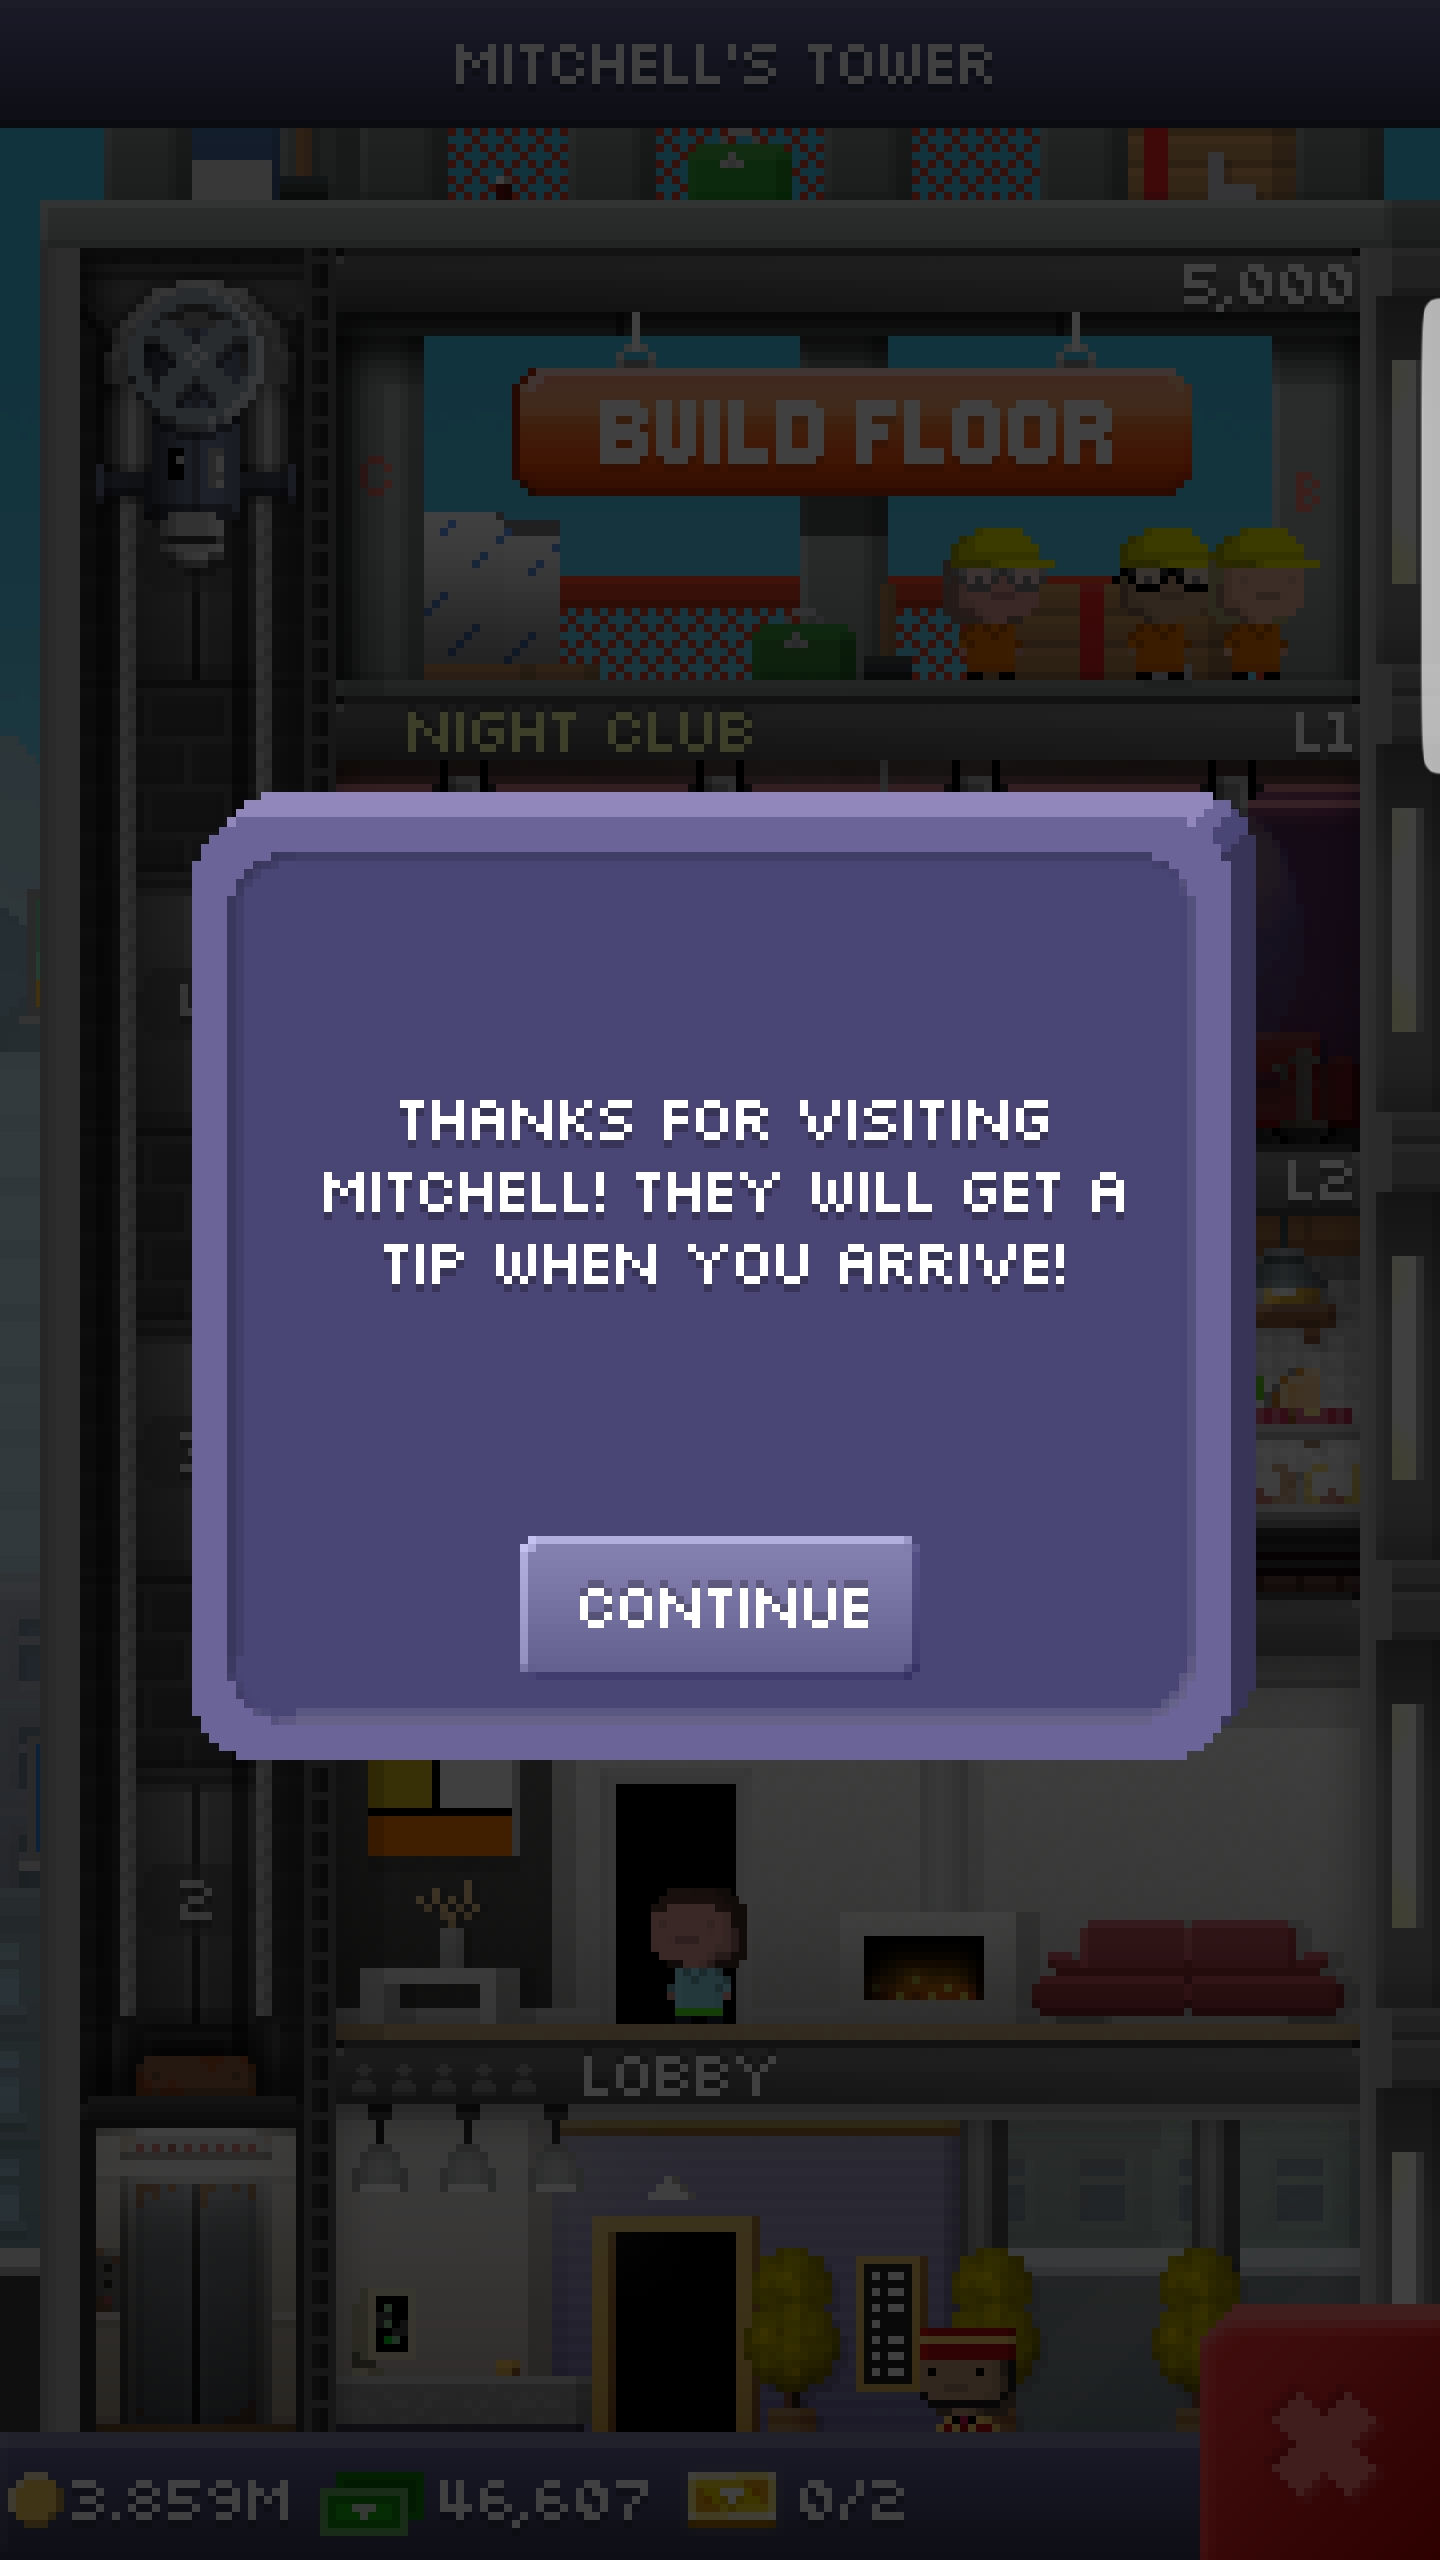 MITCHELL'S TOWER
5,000
BUILD FLOOR
C
B
NIGHT CLUB
L1
THANKS FOR VISITING
MITCHELL! THEY WILL GET A
TIP WHEN YOU ARRIVE!
L2
CONTINUE
2
LOBBY
3.859M
46,607
0/2